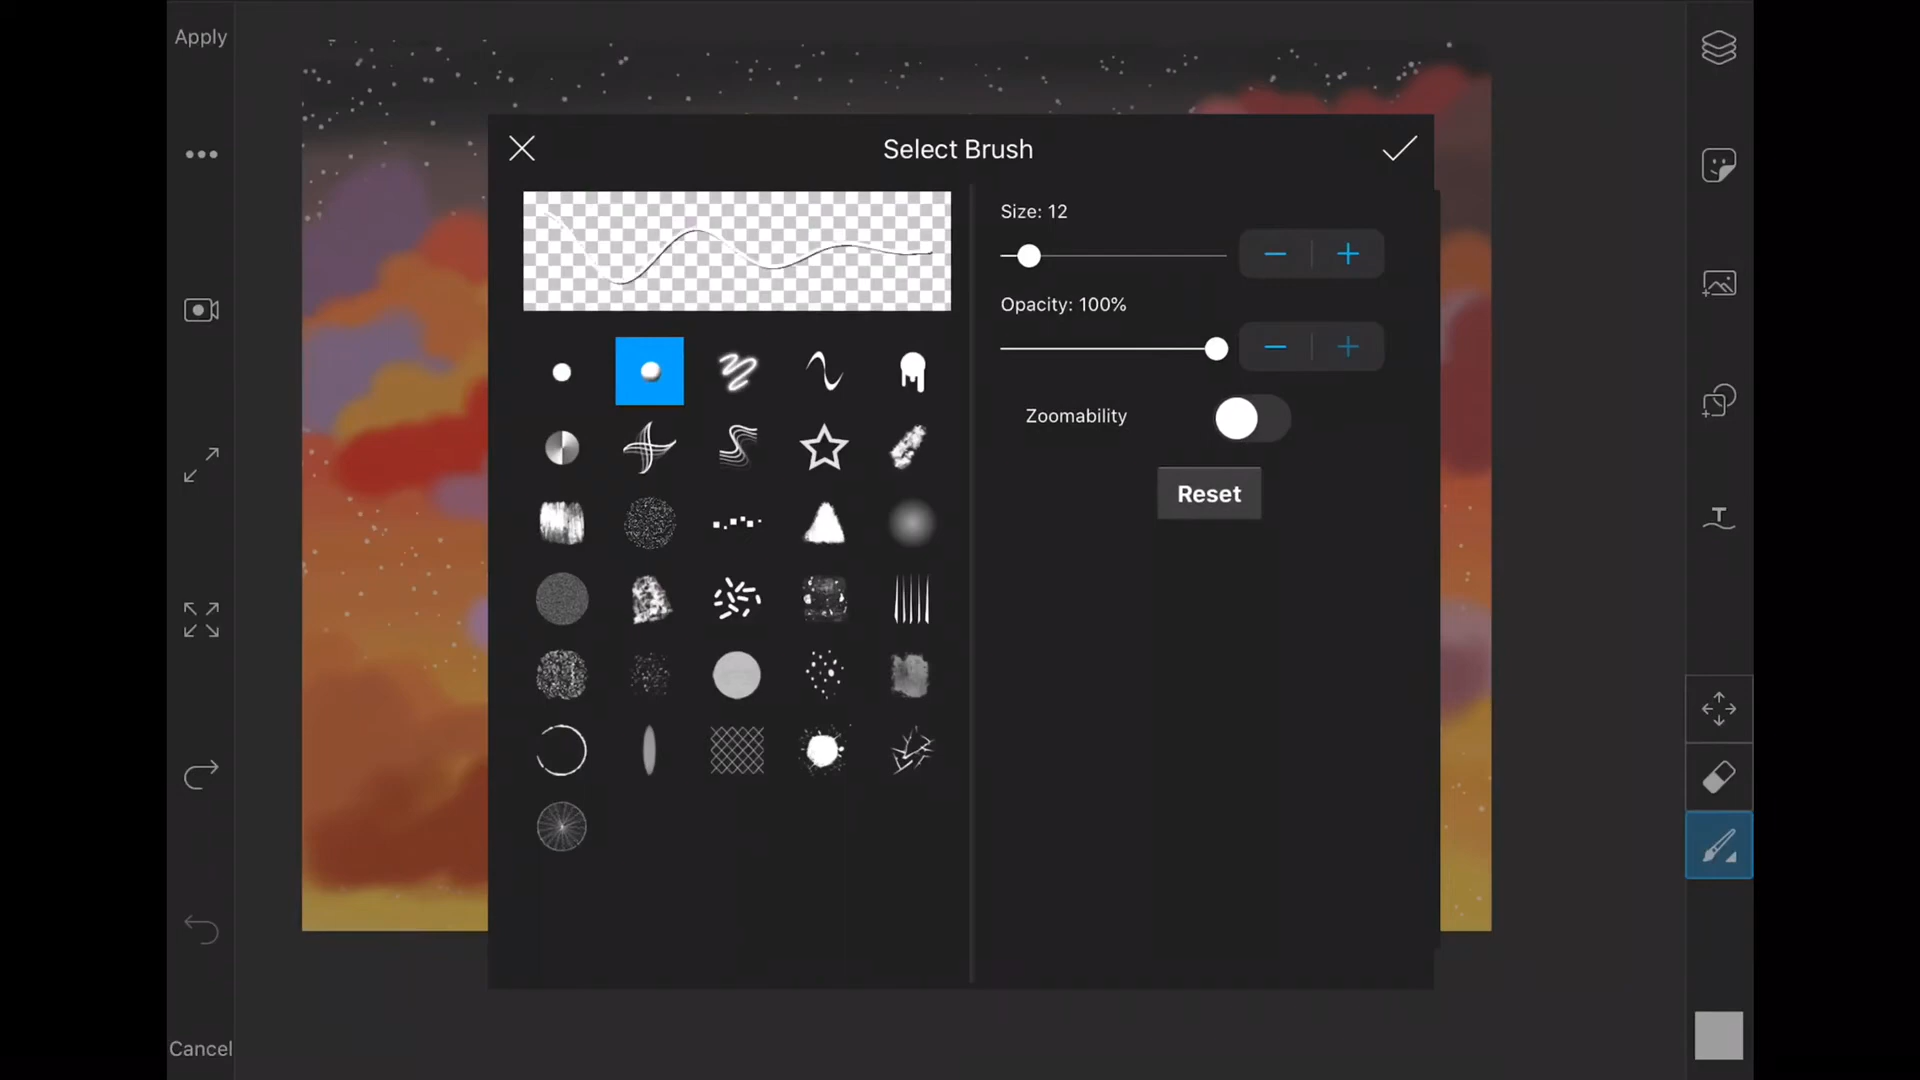 Apply
Select Brush
Size: 12
Opacity: 100%
Zoomability
Reset
T
Cancel